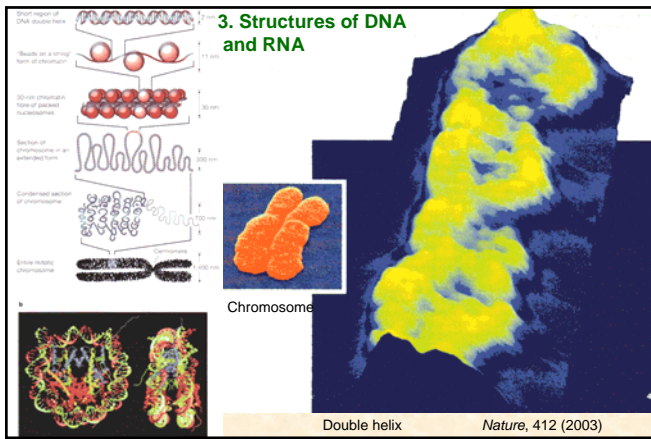 3. Structures of DNA
and RNA
Short region of
DNA double helix
2 nm
"Beads on a string"
form of chromatin
11 nm
30-nm chromatin
fibre of packed
nucleosomes
30 nm
Section of
chromosome in an
extended form
300 nm
Condensed section
of chromosome
700 nm
Centromere
Entire mitotic
chromosome
1,400 nm
b
Chromosome
Double helix
Nature, 412 (2003)